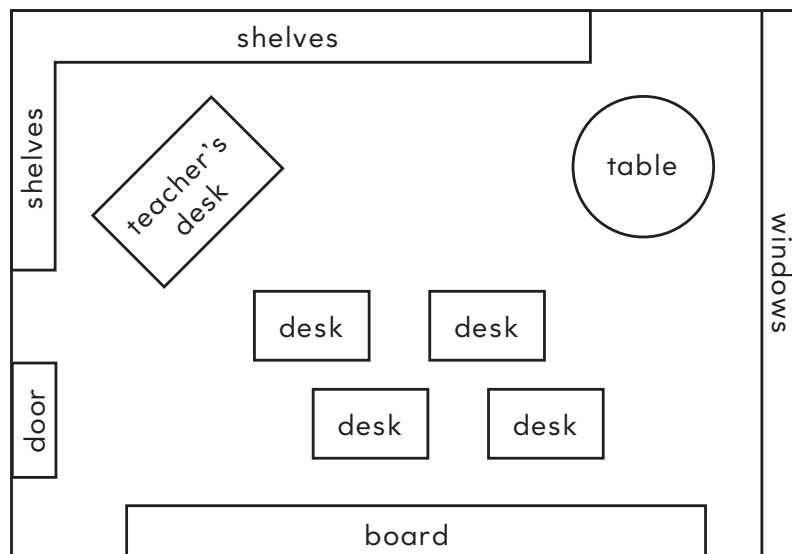 shelves
shelves
teacher's
desk
table
windows
desk
desk
door
desk
desk
board